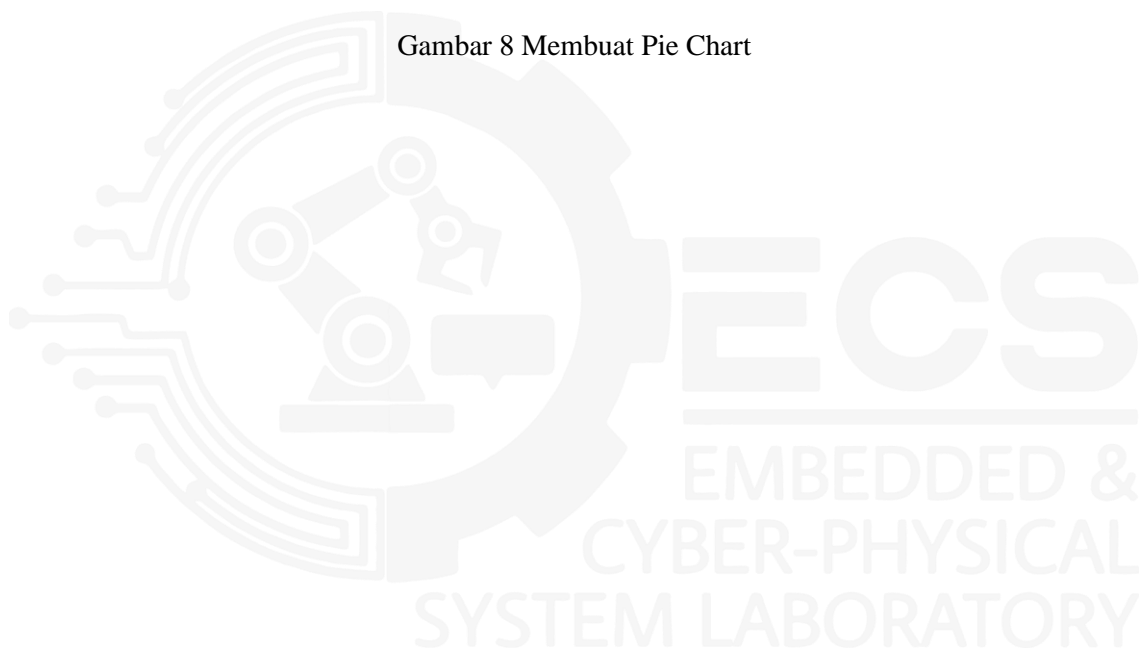 Gambar 8 Membuat Pie Chart
ECS
EMBEDDED &
CYBER-PHYSICAL
SYSTEM LABORATORY